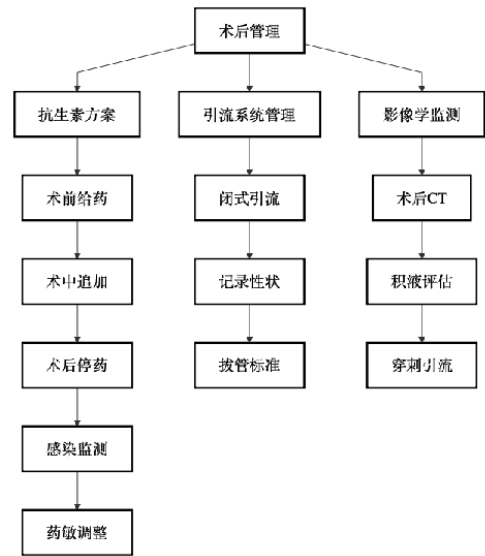 术后管理
抗生素方案
引流系统管理
影像学监测
术前给药
闭式引流
术后CT
术中追加
记录性状
积液评估
术后停药
拔管标准
穿刺引流
感染监测
药敏调整